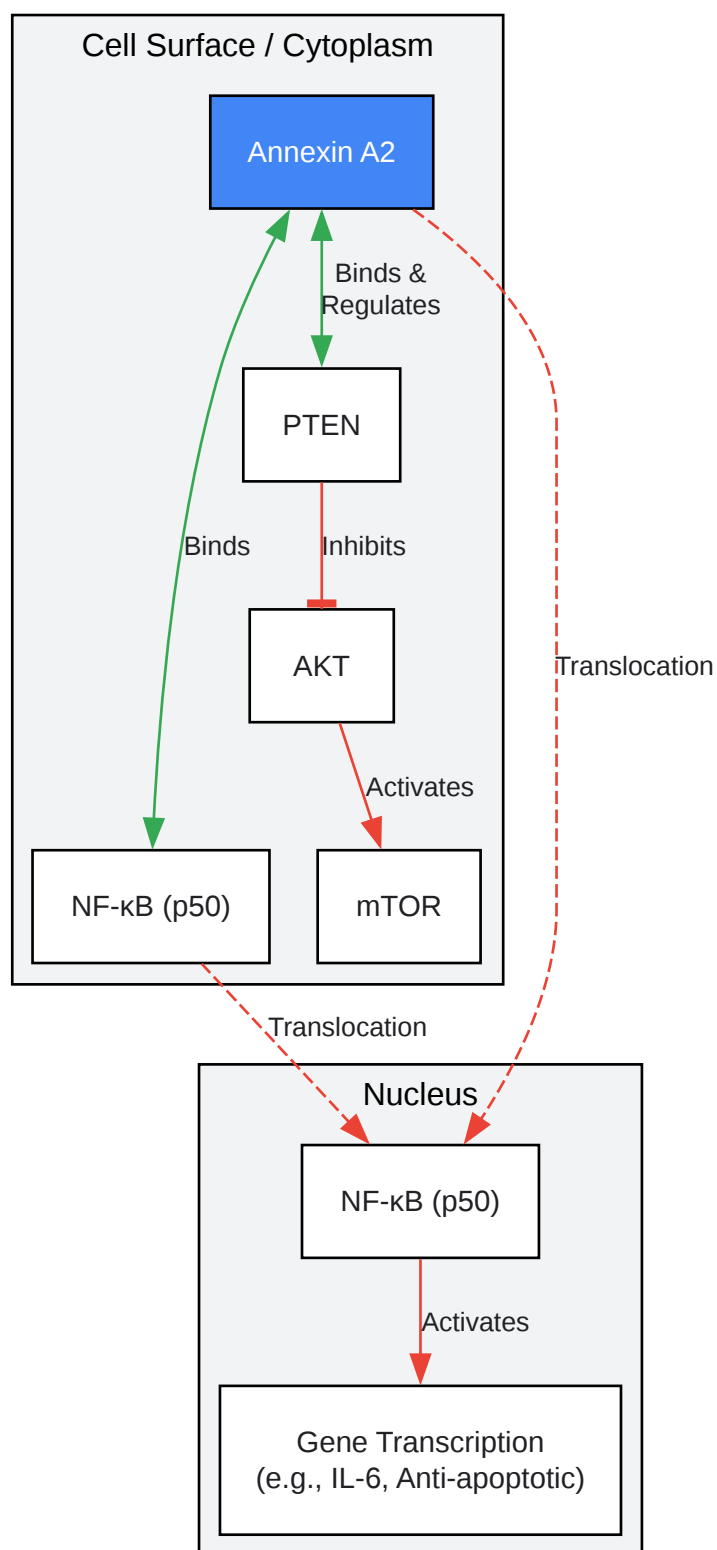 Cell Surface / Cytoplasm
Annexin A2
Binds &
Regulates
PTEN
Binds
Inhibits
AKT
Translocation
Activates
NF-κB (p50)
mTOR
Translocation
Nucleus
NF-κB (p50)
Activates
Gene Transcription
(e.g., IL-6, Anti-apoptotic)